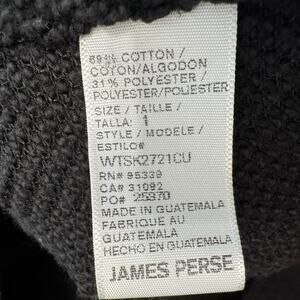 69% COTTON /
COTON/ALGODON
31% POLYESTER /
POLYESTER/POLIESTER
SIZE / TAILLE /
TALLA: 1
STYLE / MODELE /
ESTILO#
WTSK2721CU
RN# 95339
CA# 31092
PO# 25370
MADE IN GUATEMALA
FABRIQUE AU
GUATEMALA
HECHO EN GUATEMALA
JAMES PERSE